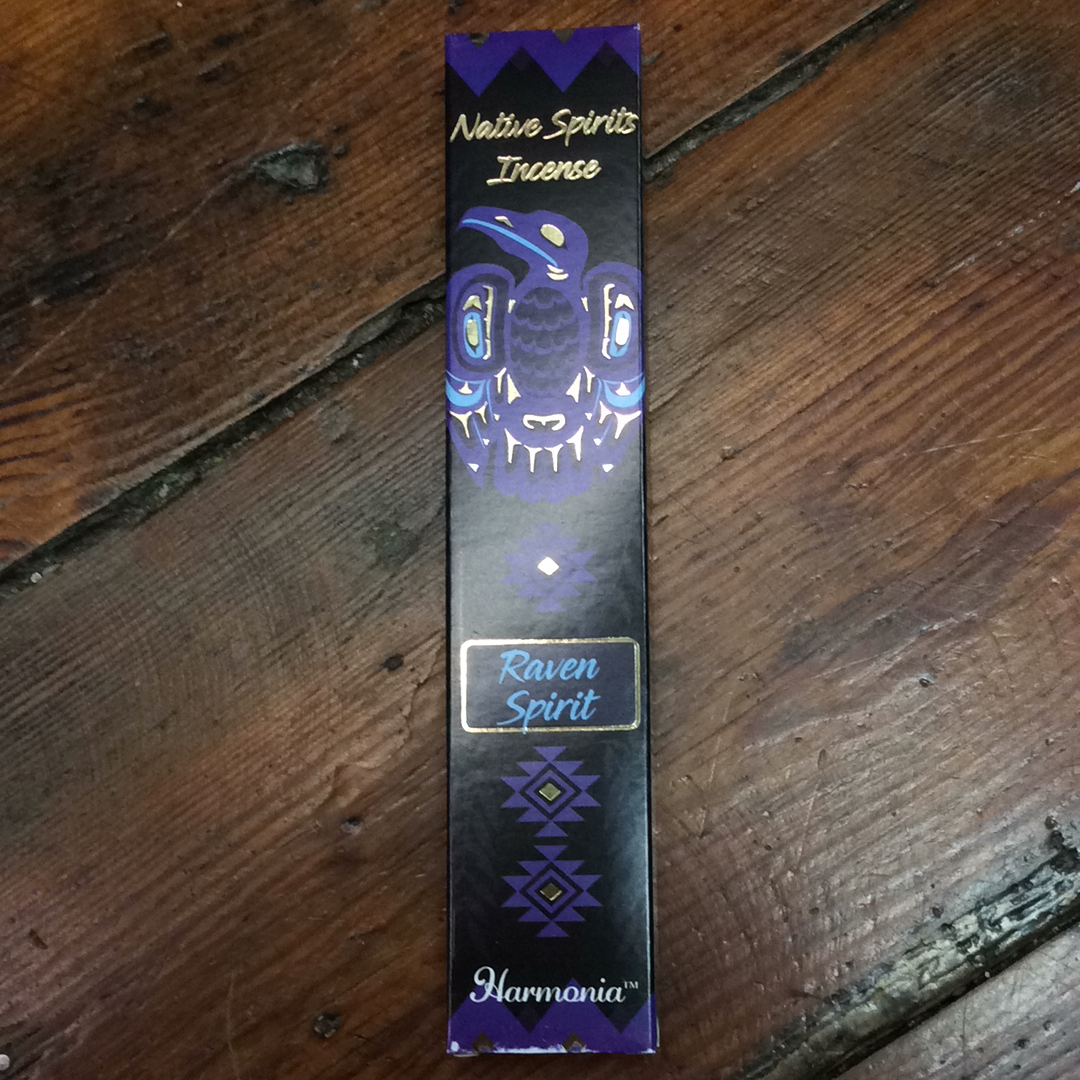 Native Spirits
Incense
Raven
Spirit
Harmonia™